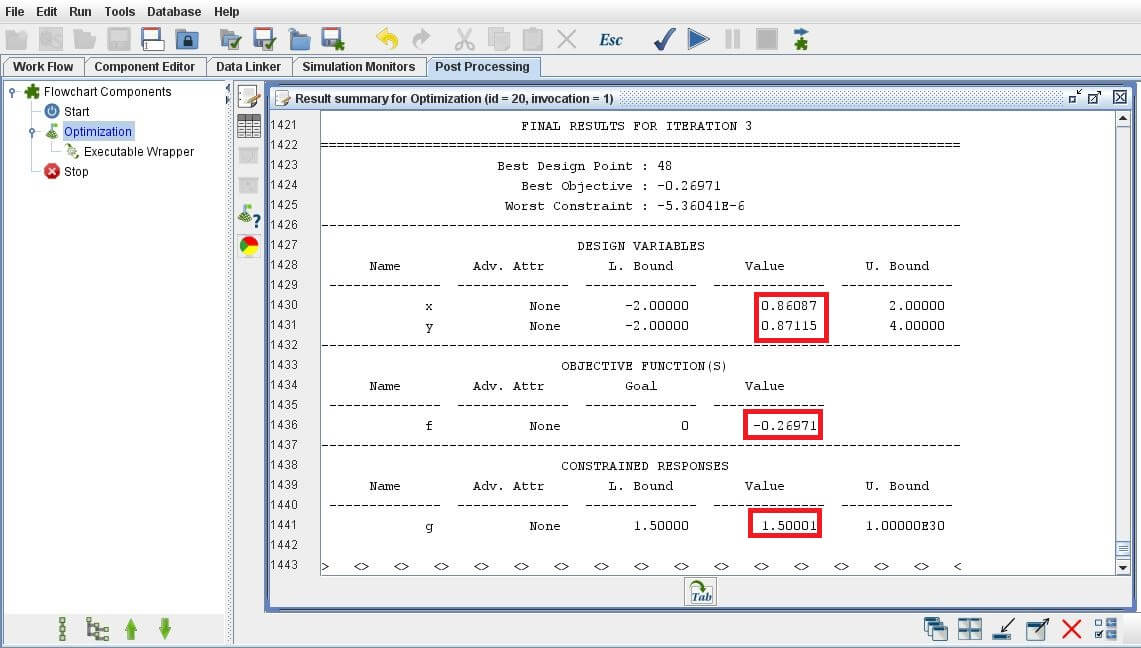 File Edit Run Tools Database Help
Esc
Work Flow Component Editor Data Linker Simulation Monitors Post Processing
Flowchart Components
Start
Optimization
Executable Wrapper
Stop
Result summary for Optimization (id = 20, invocation = 1)
1421 FINAL RESULTS FOR ITERATION 3
1422 ================================================================================
1423 Best Design Point : 48
1424 Best Objective : -0.26971
1425 Worst Constraint : -5.36041E-6
1426 --------------------------------------------------------------------------------
1427 DESIGN VARIABLES
1428 Name Adv. Attr L. Bound Value U. Bound
1429 -------------- -------------- -------------- -------------- --------------
1430 x None -2.00000 0.86087 2.00000
1431 y None -2.00000 0.87115 4.00000
1432 --------------------------------------------------------------------------------
1433 OBJECTIVE FUNCTION(S)
1434 Name Adv. Attr Goal Value
1435 -------------- -------------- -------------- --------------
1436 f None 0 -0.26971
1437 --------------------------------------------------------------------------------
1438 CONSTRAINED RESPONSES
1439 Name Adv. Attr L. Bound Value U. Bound
1440 -------------- -------------- -------------- -------------- --------------
1441 g None 1.50000 1.50001 1.00000E30
1442
1443 > <> <> <> <> <> <> <> <> <> <> <> <> <> <> <> <
Tab